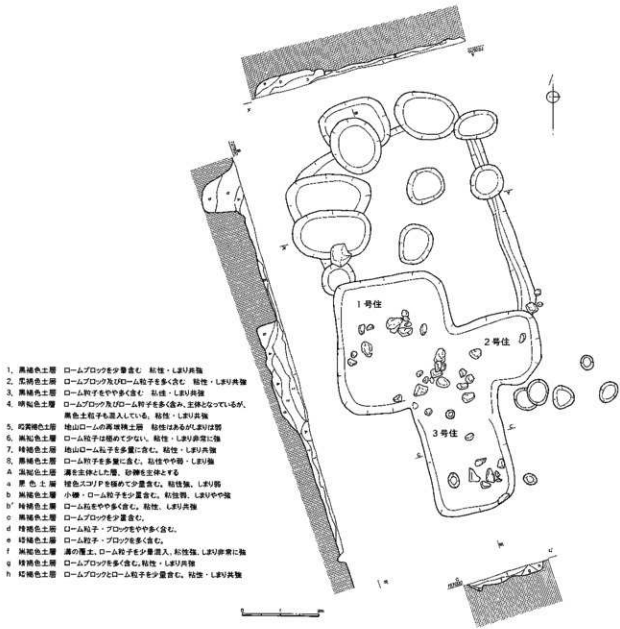 1号住
2号住
3号住
1. 黒褐色土層 ロームブロックを少量含む 粘性・しまり共強
2. 黒褐色土層 ロームブロック及びローム粒子を多く含む 粘性・しまり共強
3. 黒褐色土層 ローム粒子をやや多く含む 粘性・しまり共強
4. 暗褐色土層 ロームブロック及びローム粒子を多く含み、主体となっているが、
黒色土粒子も混入している。粘性・しまり共強
5. 暗黄褐色土層 地山ロームの再堆積土層 粘性はあるがしまりは弱
6. 黒褐色土層 ローム粒子は極めて少ない。粘性・しまり非常に強
7. 暗褐色土層 地山ローム粒子を多量に含む。粘性・しまり共強
8. 黒褐色土層 ローム粒子を多量に含む。粘性やや弱・しまり強
A 黒褐色土層 溝を主体とした層、砂礫を主体とする
a 黒色土層 橙色スコリアを極めて少量含む。粘性強、しまり弱
b 黒褐色土層 小礫・ローム粒子を少量含む。粘性弱、しまりやや強
b' 暗褐色土層 ローム粒をやや多く含む。粘性、しまり共強
c 黒褐色土層 ロームブロックを少量含む。
d 暗褐色土層 ローム粒子・ブロックをやや多く含む。
e 暗褐色土層 ローム粒子・ブロックを多く含む。
f 黒褐色土層 溝の覆土、ローム粒子を少量混入、粘性強、しまり非常に強
g 暗褐色土層 ロームブロックを多く含む。粘性・しまり共強
h 暗褐色土層 ロームブロックとローム粒子を少量含む。粘性・しまり共強